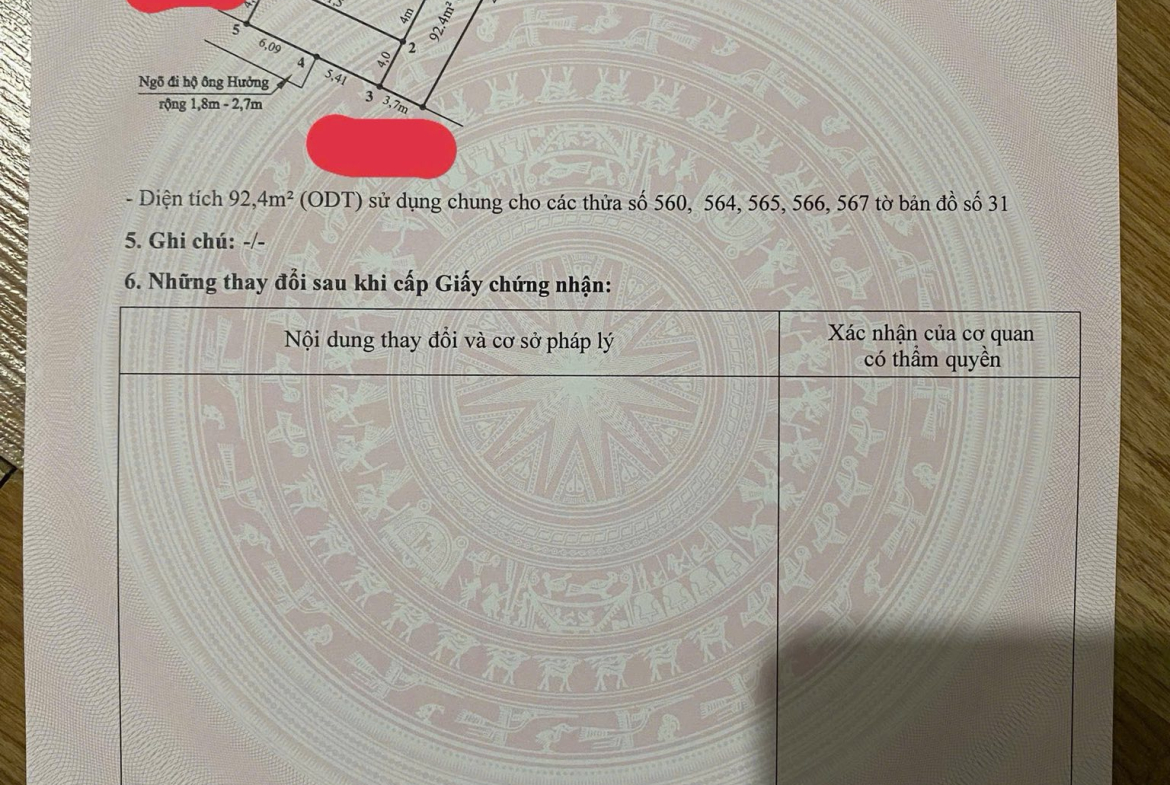 4m
92.4m²
5
2
6,09
4
4,0
5,41
3
3,7m
Ngõ đi hộ ông Hưởng
rộng 1,8m - 2,7m
- Diện tích 92,4m² (ODT) sử dụng chung cho các thửa số 560, 564, 565, 566, 567 tờ bản đồ số 31
5. Ghi chú: -/-
6. Những thay đổi sau khi cấp Giấy chứng nhận:
Nội dung thay đổi và cơ sở pháp lý
Xác nhận của cơ quan
có thẩm quyền